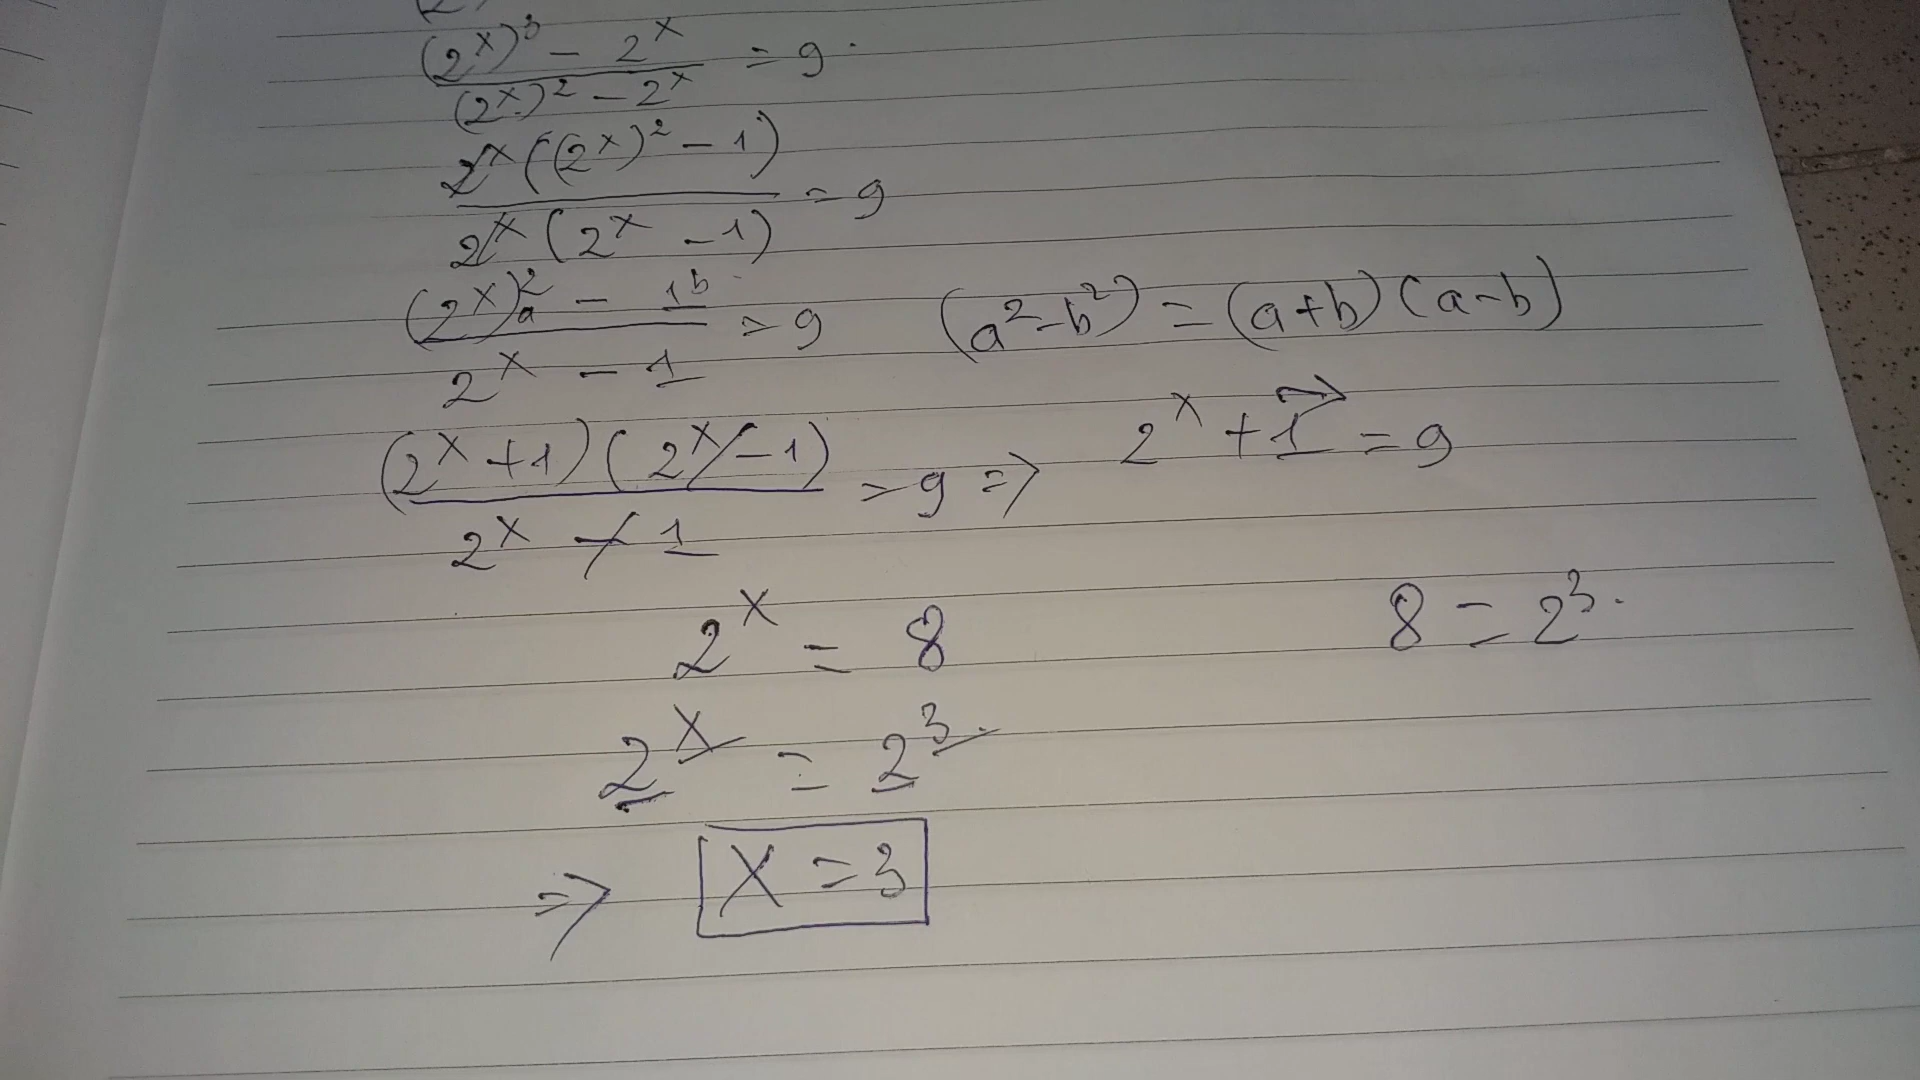 (2^x)^3 - 2^x / (2^x)^2 - 2^x = 9.
2^x((2^x)^2 - 1) / 2^x(2^x - 1) = 9
(2^x)^2 a - 1 b / 2^x - 1 = 9 (a^2 - b^2) = (a+b)(a-b)
(2^x + 1)(2^x - 1) / 2^x - 1 = 9 => 2^x + 1 = 9
2^x = 8 8 = 2^3.
2^x = 2^3.
=> x = 3